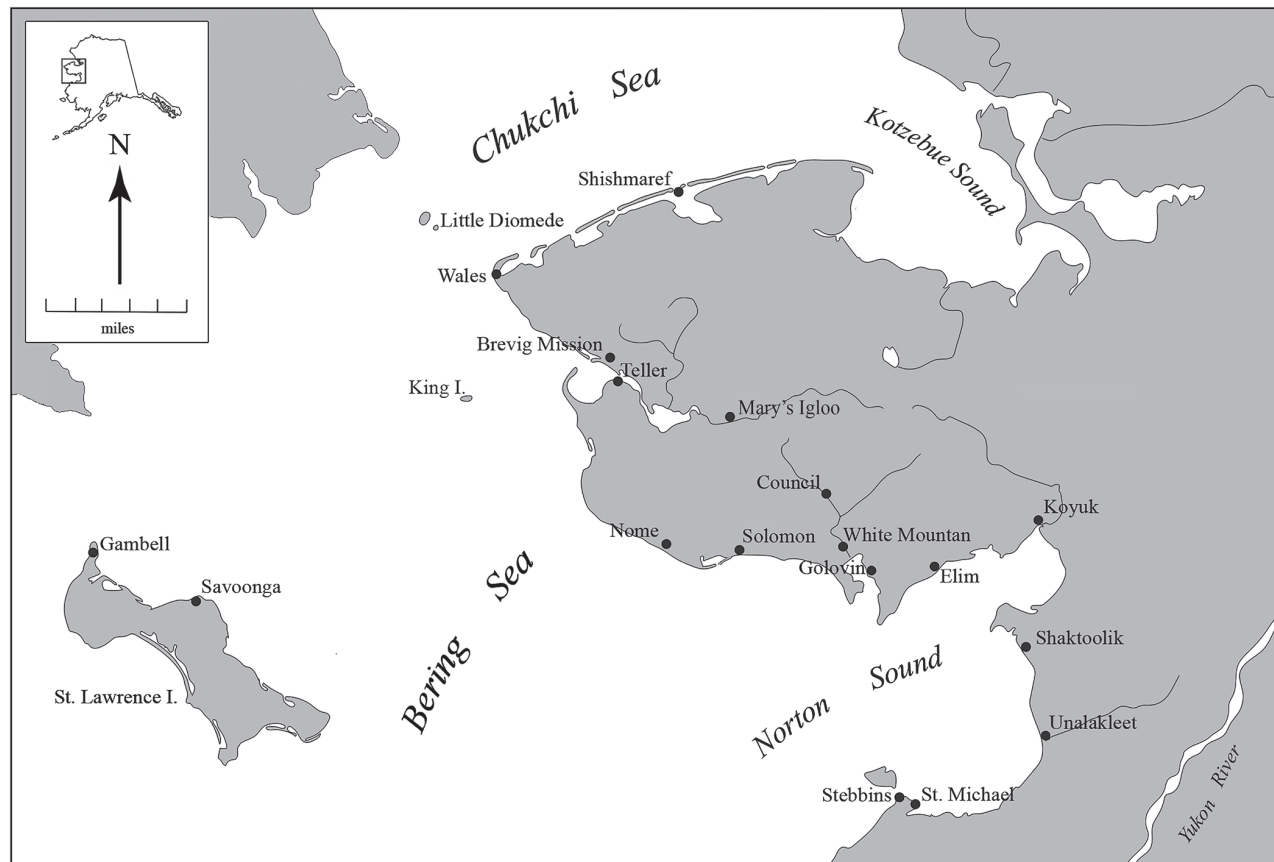 Chukchi Sea
Kotzebue Sound
N
miles
Shishmaref
Little Diomede
Wales
Brevig Mission
Teller
King I.
Mary's Igloo
Council
Koyuk
Nome
Solomon
White Mountan
Golovin
Elim
Gambell
Savoonga
St. Lawrence I.
Bering Sea
Shaktoolik
Norton Sound
Unalakleet
Stebbins
St. Michael
Yukon River